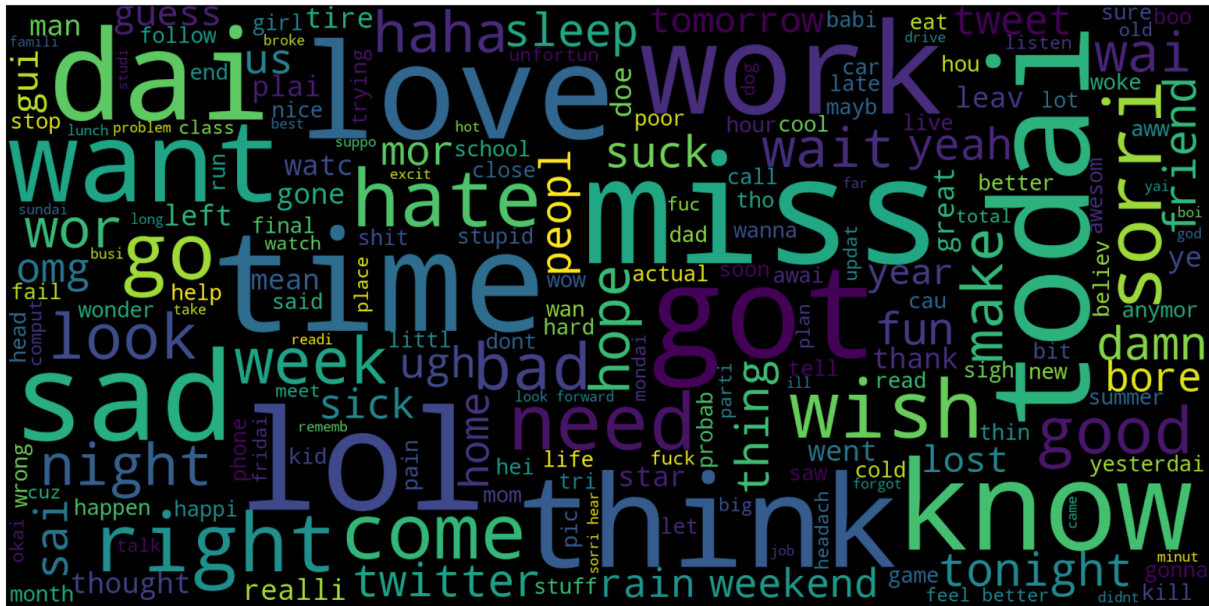 guess
man
famili
follow
girl
broke
tire
haha
sleep
unfortun
tomorrow
babi
eat
tweet
sure
old
boo
gui
dai
studi
end
us
plai
nice
best
love
trying
doe
work
dog
car
late
mayb
drive
hou
listen
wai
woke
leav
lot
todai
sorri
aww
friend
stop
lunch
problem
class
want
run
watc
hot
suppo
mor
school
close
suck
poor
hour
cool
wait
live
yeah
better
awesom
yai
boi
god
sundai
long
gone
excit
hate
peopl
miss
call
tho
far
great
total
make
wor
left
final
watch
shit
stupid
fuc
dad
wanna
updat
believ
ye
omg
busi
go
time
mean
said
place
wow
actual
soon
awai
year
cau
anymor
fail
help
take
wonder
littl
dont
wan
hard
hope
got
plan
fun
thank
bit
damn
head
comput
look
week
readi
ugh
bad
mondai
tell
sigh
new
bore
sad
meet
look forward
thing
parti
ill
read
summer
sick
rememb
home
need
probab
wish
thin
good
night
phone
fridai
kid
pain
lol
hei
life
fuck
star
saw
went
cold
lost
yesterdai
wrong
cuz
sai
happen
happi
mom
tri
think
big
forgot
know
came
okai
right
talk
come
pic
sorri hear
let
job
headach
tonight
minut
month
thought
realli
twitter
stuff
rain
weekend
game
feel better
didnt
gonna
kill